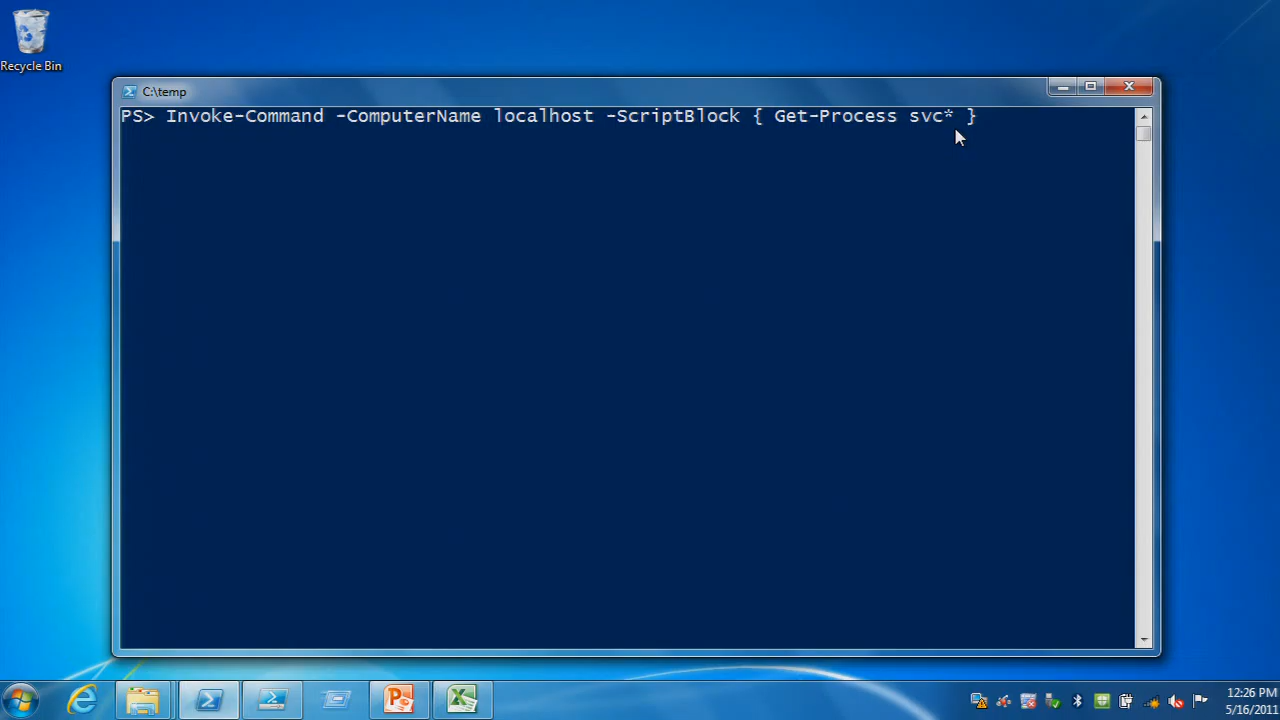 Recycle Bin
C:\temp
PS> Invoke-Command -ComputerName localhost -ScriptBlock { Get-Process svc* }
12:26 PM
5/16/2011